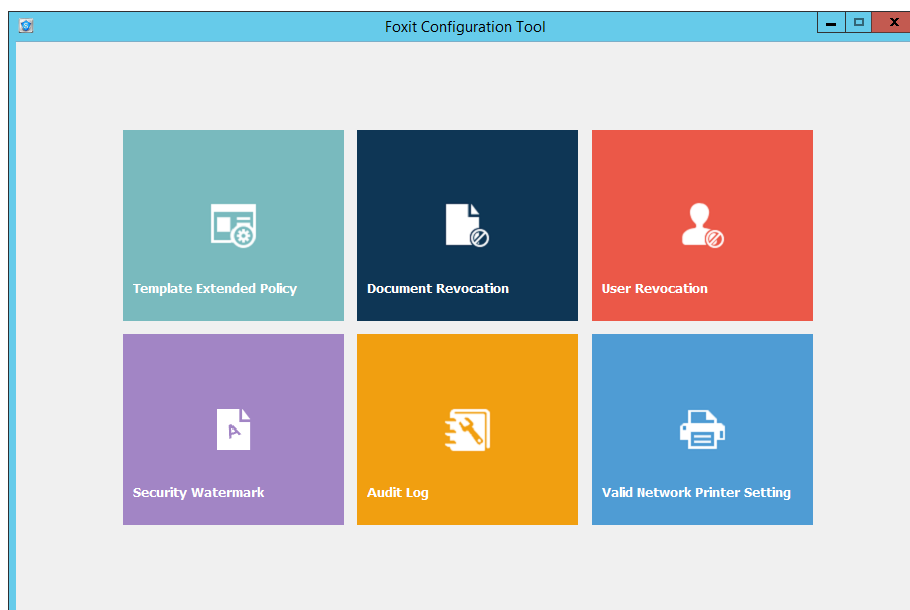 Foxit Configuration Tool
Template Extended Policy
Document Revocation
User Revocation
Security Watermark
Audit Log
Valid Network Printer Setting